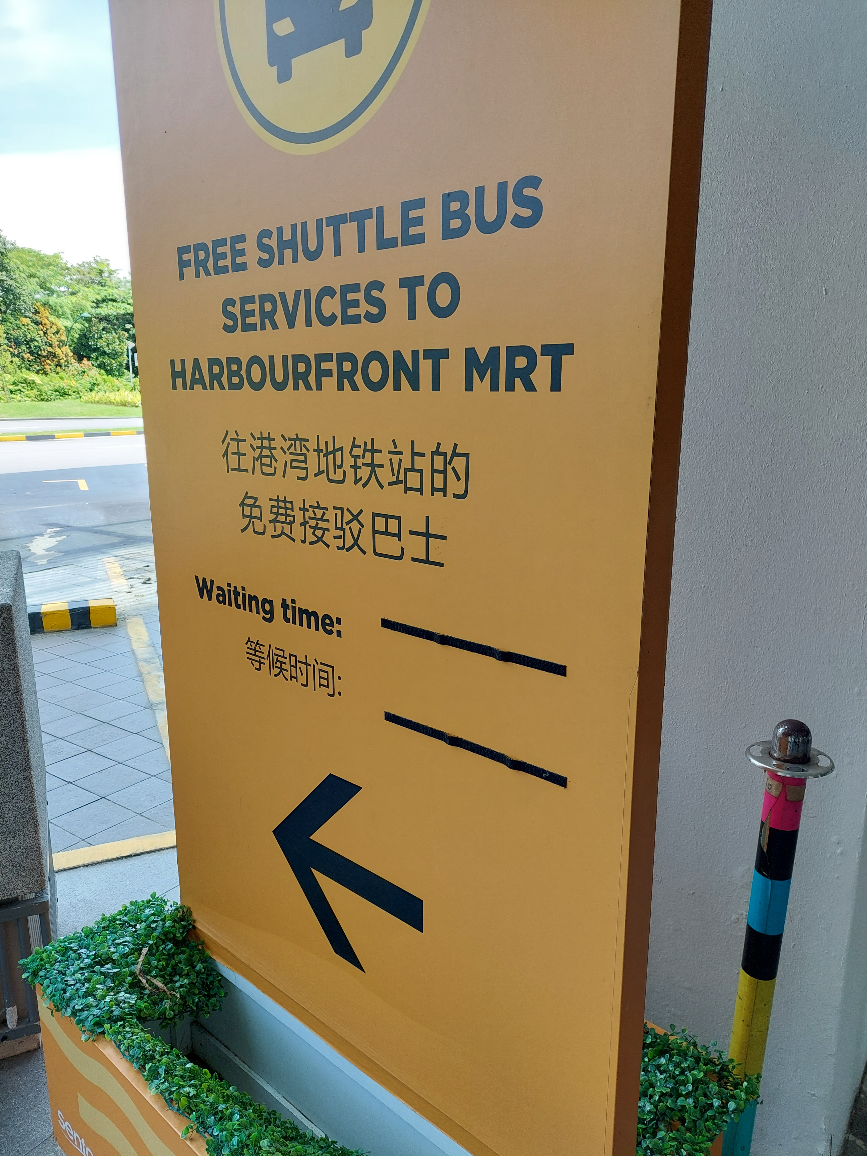 FREE SHUTTLE BUS
SERVICES TO
HARBOURFRONT MRT
往港湾地铁站的
免费接驳巴士
Waiting time:
等候时间: